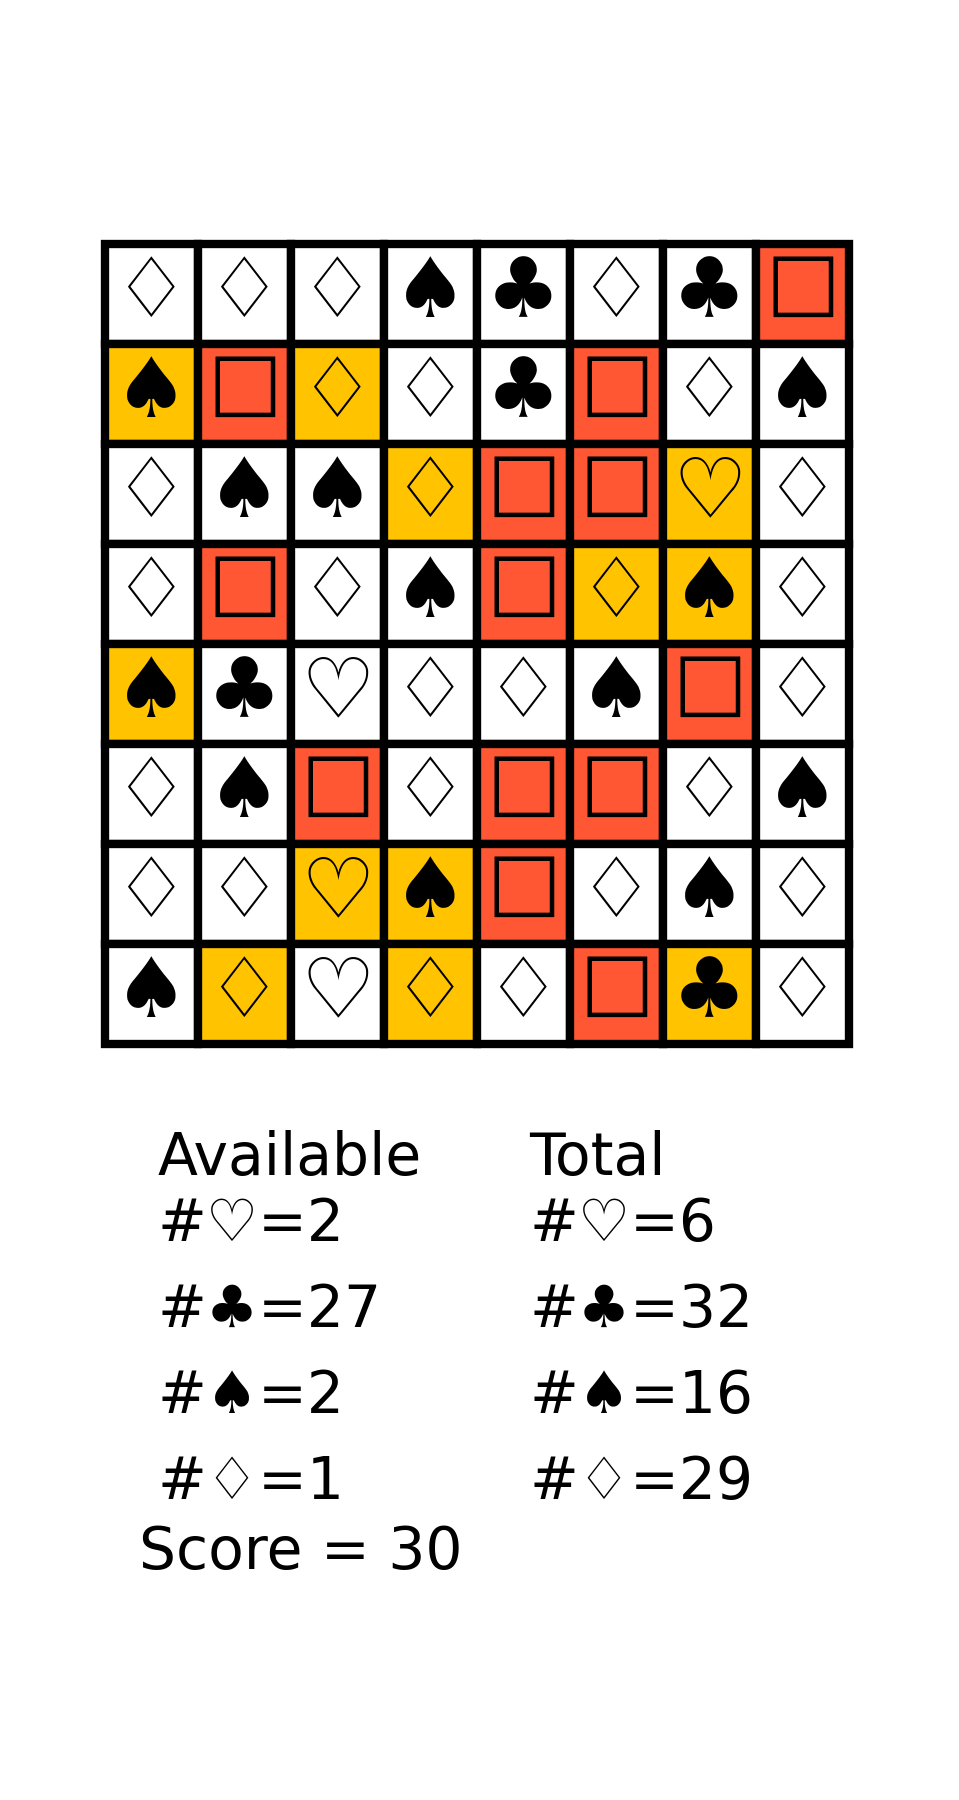 ♢ ♢ ♢ ♠ ♣ ♢ ♣ □
♠ □ ♢ ♢ ♣ □ ♢ ♠
♢ ♠ ♠ ♢ □ □ ♡ ♢
♢ □ ♢ ♠ □ ♢ ♠ ♢
♠ ♣ ♡ ♢ ♢ ♠ □ ♢
♢ ♠ □ ♢ □ □ ♢ ♠
♢ ♢ ♡ ♠ □ ♢ ♠ ♢
♠ ♢ ♡ ♢ ♢ □ ♣ ♢
Available Total
#♡=2 #♡=6
#♣=27 #♣=32
#♠=2 #♠=16
#♢=1 #♢=29
Score = 30